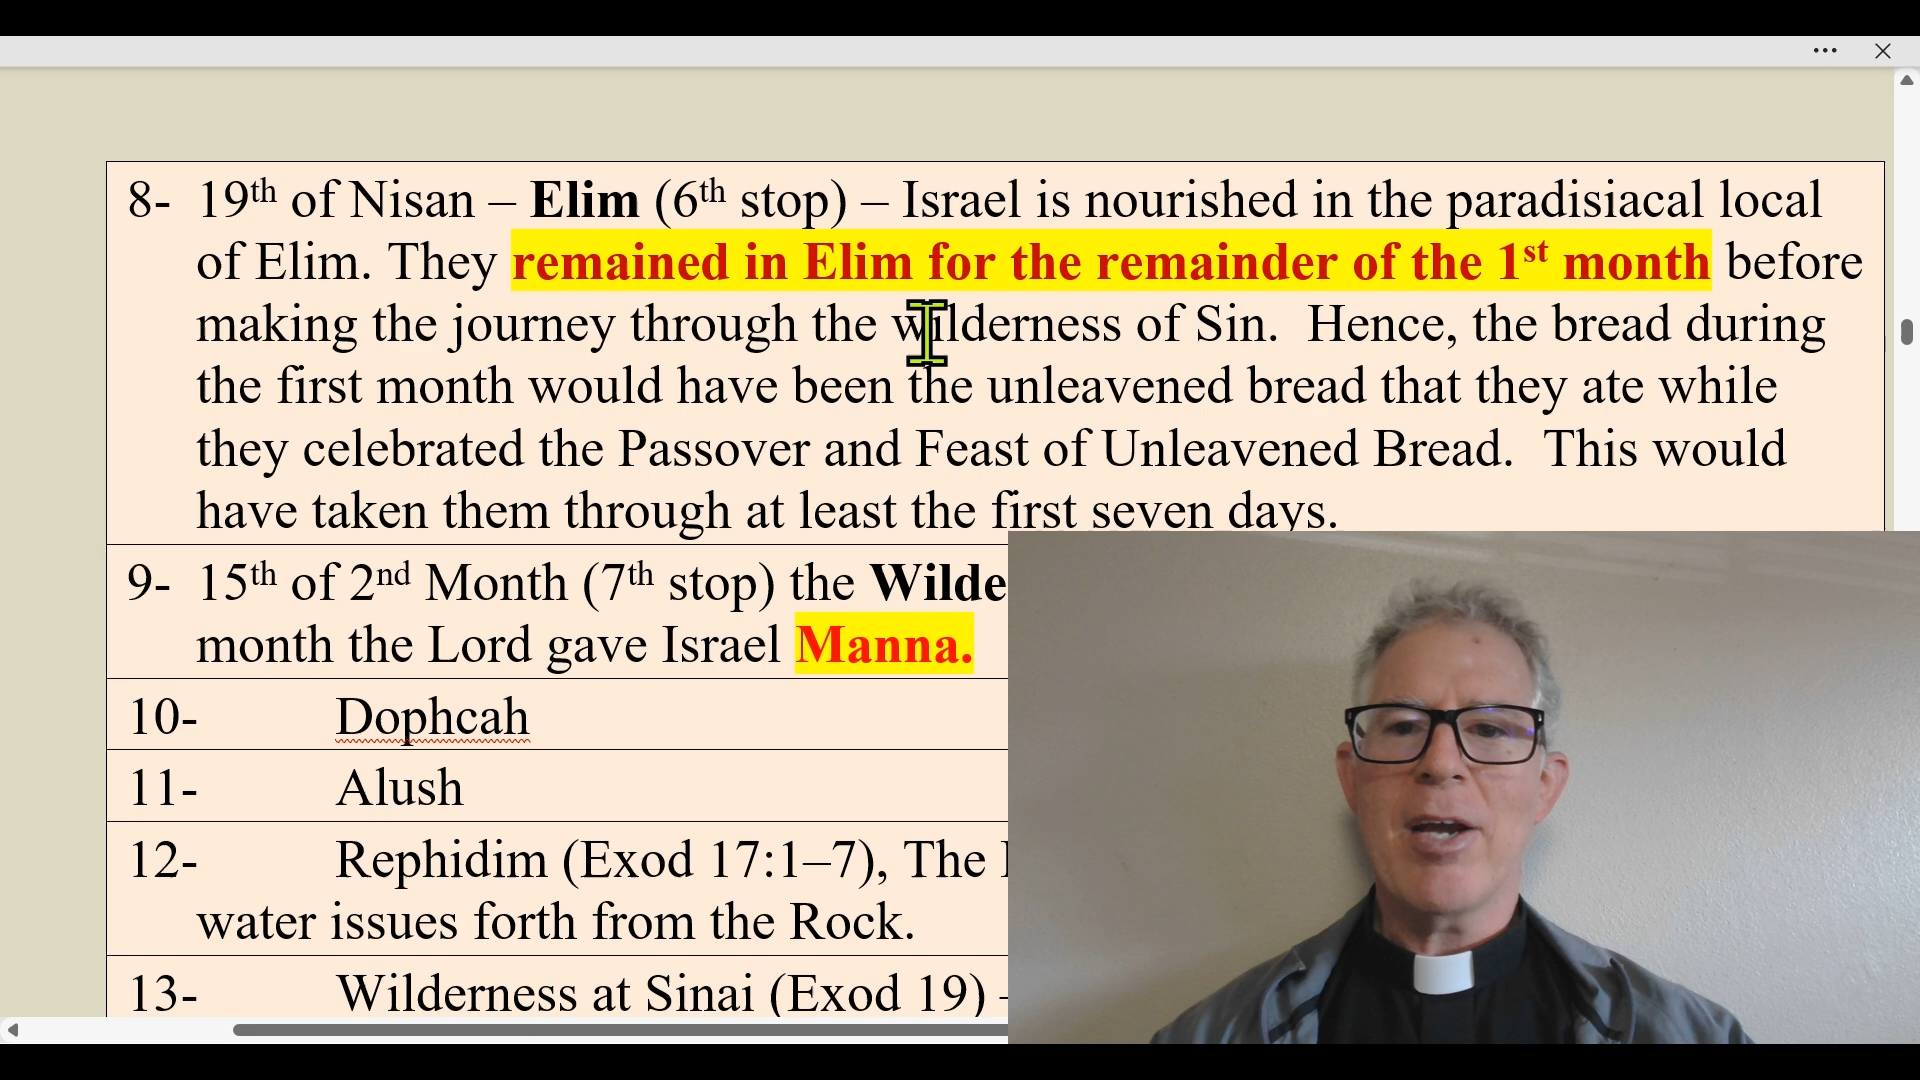 8- 19th of Nisan – Elim (6th stop) – Israel is nourished in the paradisiacal local
of Elim. They remained in Elim for the remainder of the 1st month before
making the journey through the wilderness of Sin. Hence, the bread during
the first month would have been the unleavened bread that they ate while
they celebrated the Passover and Feast of Unleavened Bread. This would
have taken them through at least the first seven days.
9- 15th of 2nd Month (7th stop) the Wilde
month the Lord gave Israel Manna.
10- Dophcah
11- Alush
12- Rephidim (Exod 17:1–7), The
water issues forth from the Rock.
13- Wilderness at Sinai (Exod 19) –